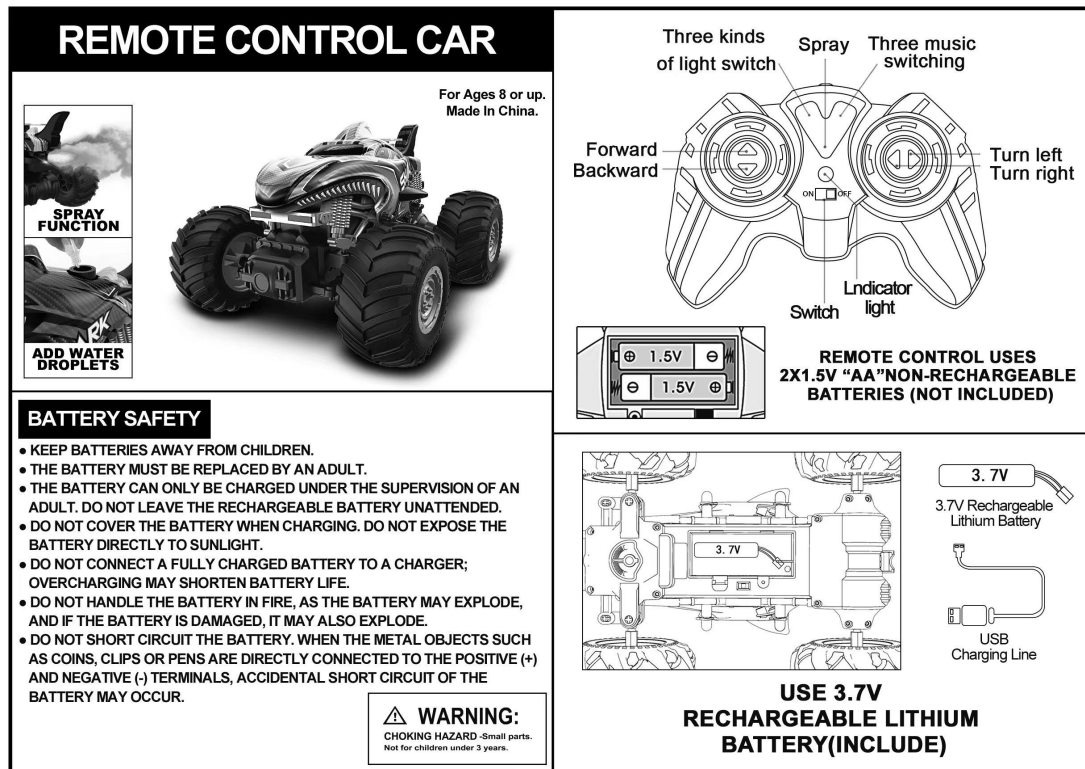 REMOTE CONTROL CAR
For Ages 8 or up.
Made In China.
SPRAY
FUNCTION
ADD WATER
DROPLETS
RK
BATTERY SAFETY
● KEEP BATTERIES AWAY FROM CHILDREN.
● THE BATTERY MUST BE REPLACED BY AN ADULT.
● THE BATTERY CAN ONLY BE CHARGED UNDER THE SUPERVISION OF AN
ADULT. DO NOT LEAVE THE RECHARGEABLE BATTERY UNATTENDED.
● DO NOT COVER THE BATTERY WHEN CHARGING. DO NOT EXPOSE THE
BATTERY DIRECTLY TO SUNLIGHT.
● DO NOT CONNECT A FULLY CHARGED BATTERY TO A CHARGER;
OVERCHARGING MAY SHORTEN BATTERY LIFE.
● DO NOT HANDLE THE BATTERY IN FIRE, AS THE BATTERY MAY EXPLODE,
AND IF THE BATTERY IS DAMAGED, IT MAY ALSO EXPLODE.
● DO NOT SHORT CIRCUIT THE BATTERY. WHEN THE METAL OBJECTS SUCH
AS COINS, CLIPS OR PENS ARE DIRECTLY CONNECTED TO THE POSITIVE (+)
AND NEGATIVE (-) TERMINALS, ACCIDENTAL SHORT CIRCUIT OF THE
BATTERY MAY OCCUR.
⚠ WARNING:
CHOKING HAZARD -Small parts.
Not for children under 3 years.
Three kinds
of light switch
Spray
Three music
switching
Forward
Backward
Turn left
Turn right
ON OFF
Switch
Lndicator
light
⊕ 1.5V ⊖
⊖ 1.5V ⊕
REMOTE CONTROL USES
2X1.5V “AA”NON-RECHARGEABLE
BATTERIES (NOT INCLUDED)
3. 7V
3. 7V
3.7V Rechargeable
Lithium Battery
USB
Charging Line
USE 3.7V
RECHARGEABLE LITHIUM
BATTERY(INCLUDE)